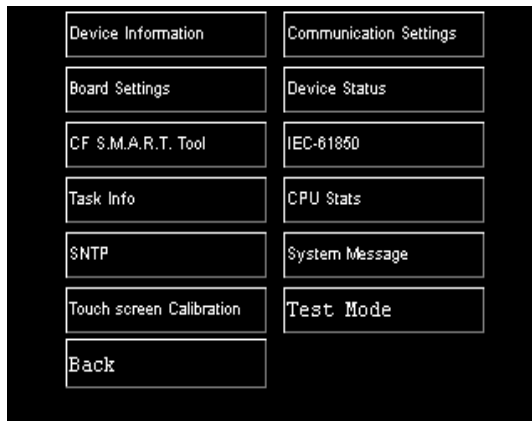 Device Information
Communication Settings
Board Settings
Device Status
CF S.M.A.R.T. Tool
IEC-61850
Task Info
CPU Stats
SNTP
System Message
Touch screen Calibration
Test Mode
Back